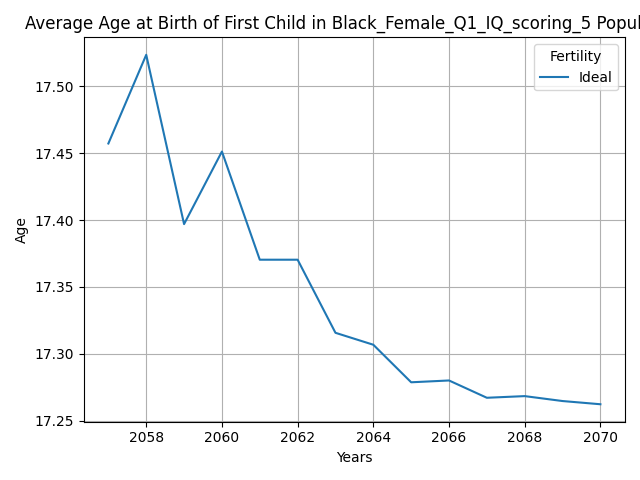 Average Age at Birth of First Child in Black_Female_Q1_IQ_scoring_5 Popul
Fertility
Ideal
17.50
17.45
17.40
17.35
17.30
17.25
Age
2058 2060 2062 2064 2066 2068 2070
Years